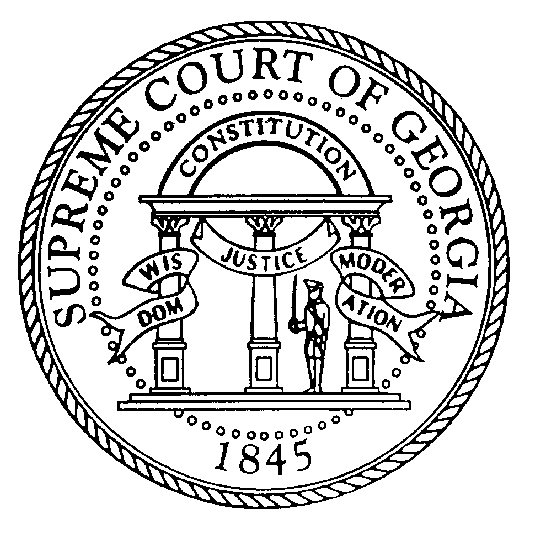 SUPREME COURT OF GEORGIA
CONSTITUTION
WIS
DOM
JUSTICE
MODER
ATION
1845